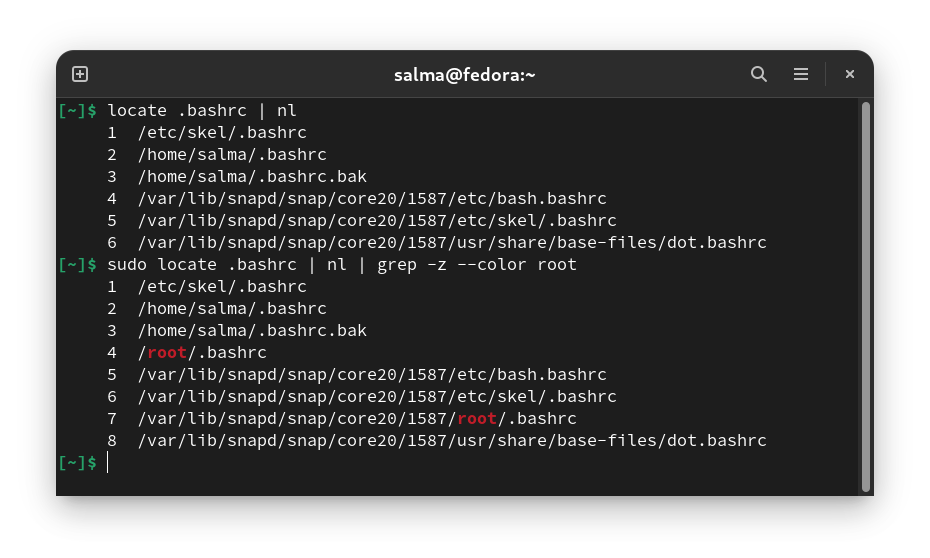 salma@fedora:~
[~]$ locate .bashrc | nl
1 /etc/skel/.bashrc
2 /home/salma/.bashrc
3 /home/salma/.bashrc.bak
4 /var/lib/snapd/snap/core20/1587/etc/bash.bashrc
5 /var/lib/snapd/snap/core20/1587/etc/skel/.bashrc
6 /var/lib/snapd/snap/core20/1587/usr/share/base-files/dot.bashrc
[~]$ sudo locate .bashrc | nl | grep -z --color root
1 /etc/skel/.bashrc
2 /home/salma/.bashrc
3 /home/salma/.bashrc.bak
4 /root/.bashrc
5 /var/lib/snapd/snap/core20/1587/etc/bash.bashrc
6 /var/lib/snapd/snap/core20/1587/etc/skel/.bashrc
7 /var/lib/snapd/snap/core20/1587/root/.bashrc
8 /var/lib/snapd/snap/core20/1587/usr/share/base-files/dot.bashrc
[~]$